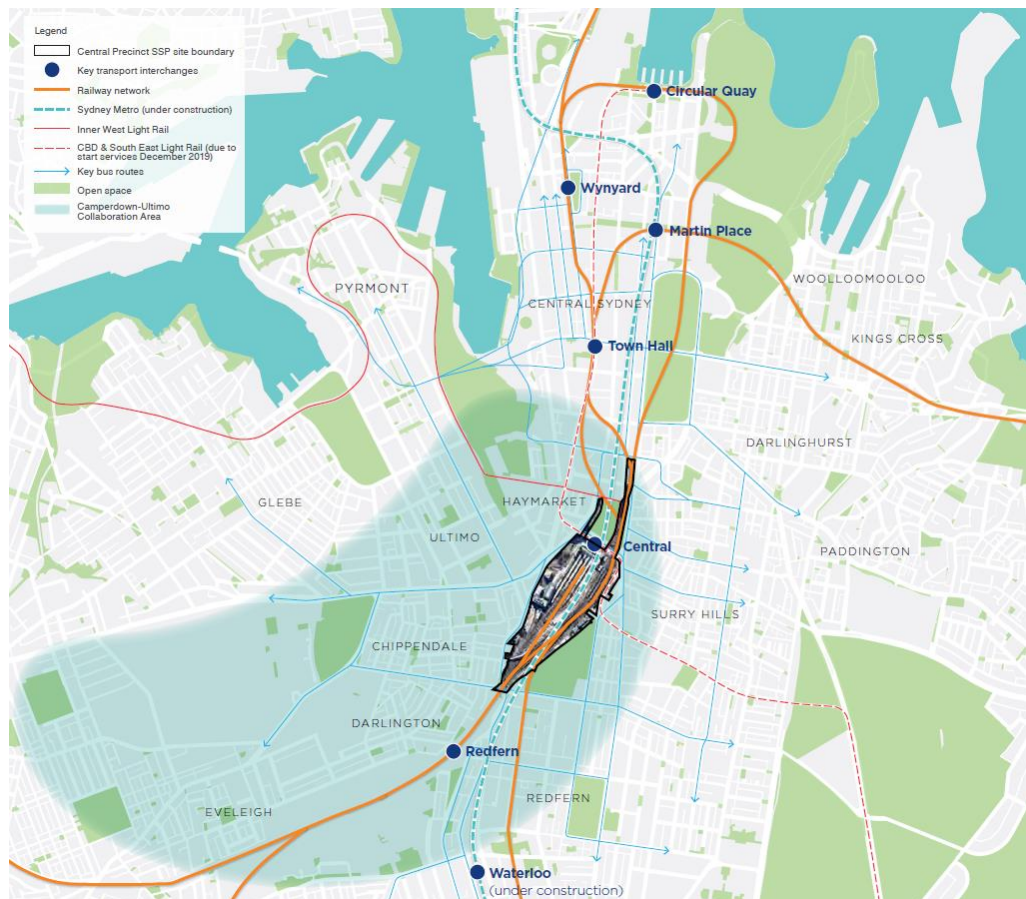 Legend
Central Precinct SSP site boundary
Key transport interchanges
Railway network
Sydney Metro (under construction)
Inner West Light Rail
CBD & South East Light Rail (due to
start services December 2019)
Key bus routes
Open space
Camperdown-Ultimo
Collaboration Area
Circular Quay
Wynyard
Martin Place
WOOLLOOMOOLOO
PYRMONT
CENTRAL SYDNEY
KINGS CROSS
Town Hall
DARLINGHURST
GLEBE
HAYMARKET
ULTIMO
Central
PADDINGTON
SURRY HILLS
CHIPPENDALE
DARLINGTON
Redfern
REDFERN
EVELEIGH
Waterloo
(under construction)